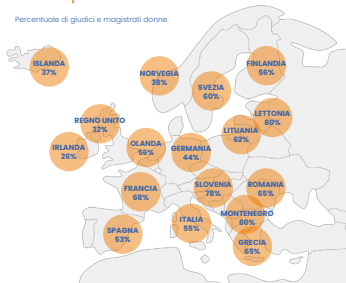 Percentuale di giudici e magistrati donne.
ISLANDA
37%
NORVEGIA
38%
FINLANDIA
56%
SVEZIA
60%
LETTONIA
80%
REGNO UNITO
32%
LITUANIA
62%
IRLANDA
26%
OLANDA
56%
GERMANIA
44%
FRANCIA
68%
SLOVENIA
78%
ROMANIA
65%
MONTENEGRO
60%
ITALIA
55%
SPAGNA
53%
GRECIA
65%